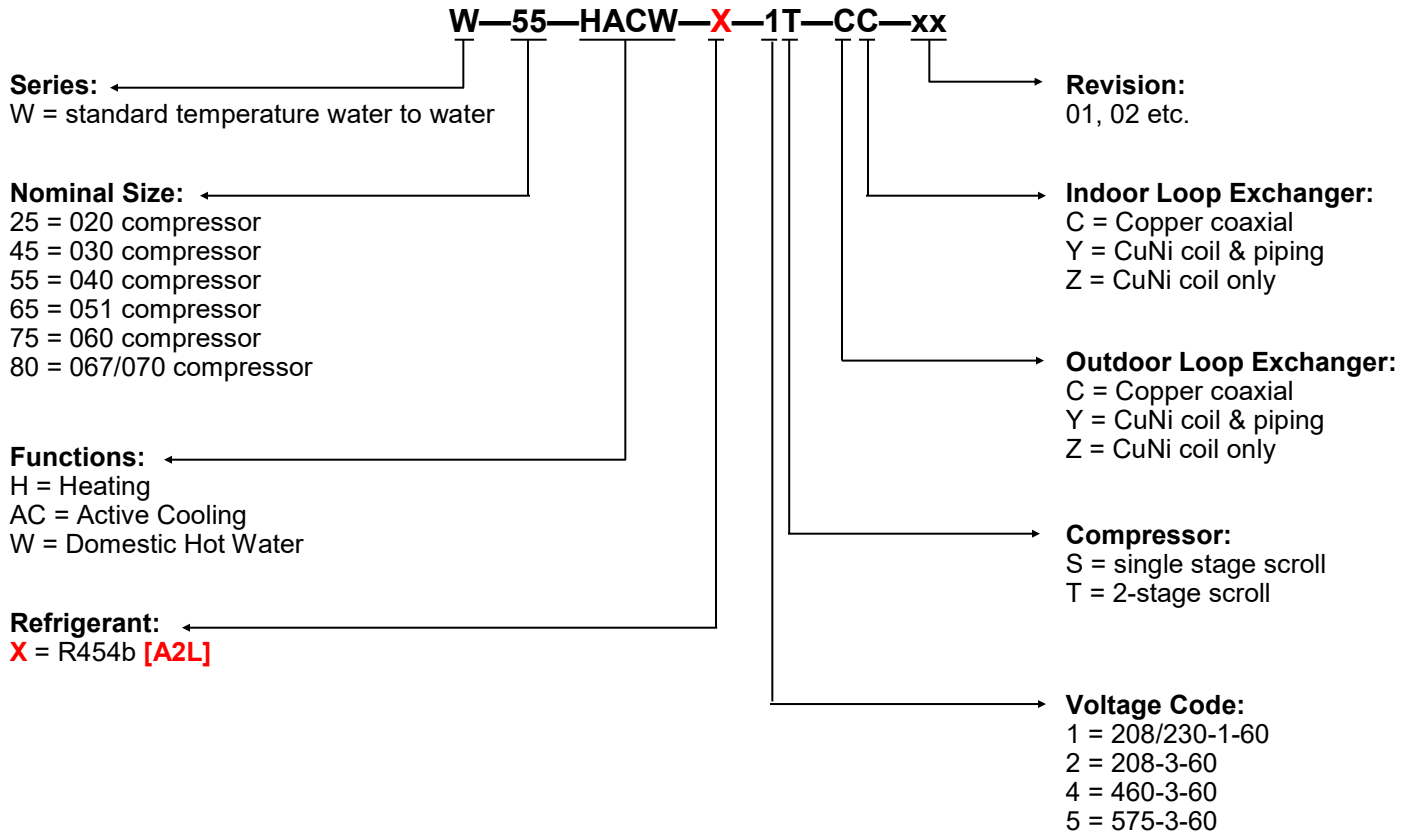 W—55—HACW—X—1T—CC—xx
Series:
W = standard temperature water to water
Nominal Size:
25 = 020 compressor
45 = 030 compressor
55 = 040 compressor
65 = 051 compressor
75 = 060 compressor
80 = 067/070 compressor
Functions:
H = Heating
AC = Active Cooling
W = Domestic Hot Water
Refrigerant:
X = R454b [A2L]
Revision:
01, 02 etc.
Indoor Loop Exchanger:
C = Copper coaxial
Y = CuNi coil & piping
Z = CuNi coil only
Outdoor Loop Exchanger:
C = Copper coaxial
Y = CuNi coil & piping
Z = CuNi coil only
Compressor:
S = single stage scroll
T = 2-stage scroll
Voltage Code:
1 = 208/230-1-60
2 = 208-3-60
4 = 460-3-60
5 = 575-3-60